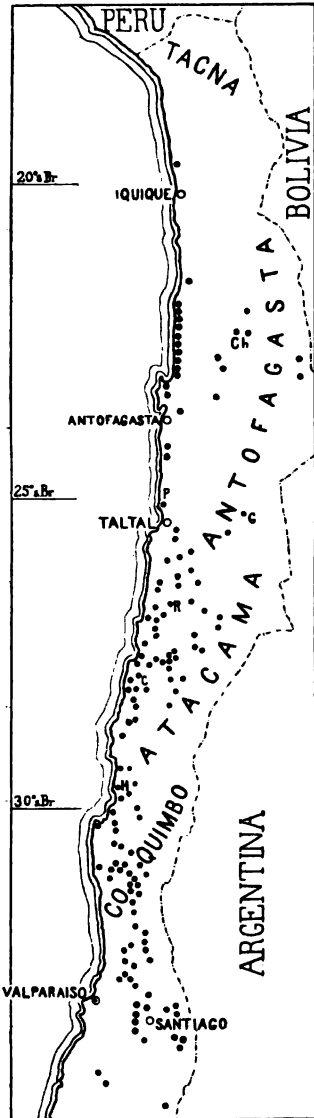 PERU
TACNA
BOLIVIA
20°s.Br
IQUIQUE
Ch
ANTOFAGASTA
ANTOFAGASTA
P
25°s.Br
TALTAL
G
R
ATACAMA
C
H
30°s.Br
COQUIMBO
ARGENTINA
VALPARAISO
SANTIAGO